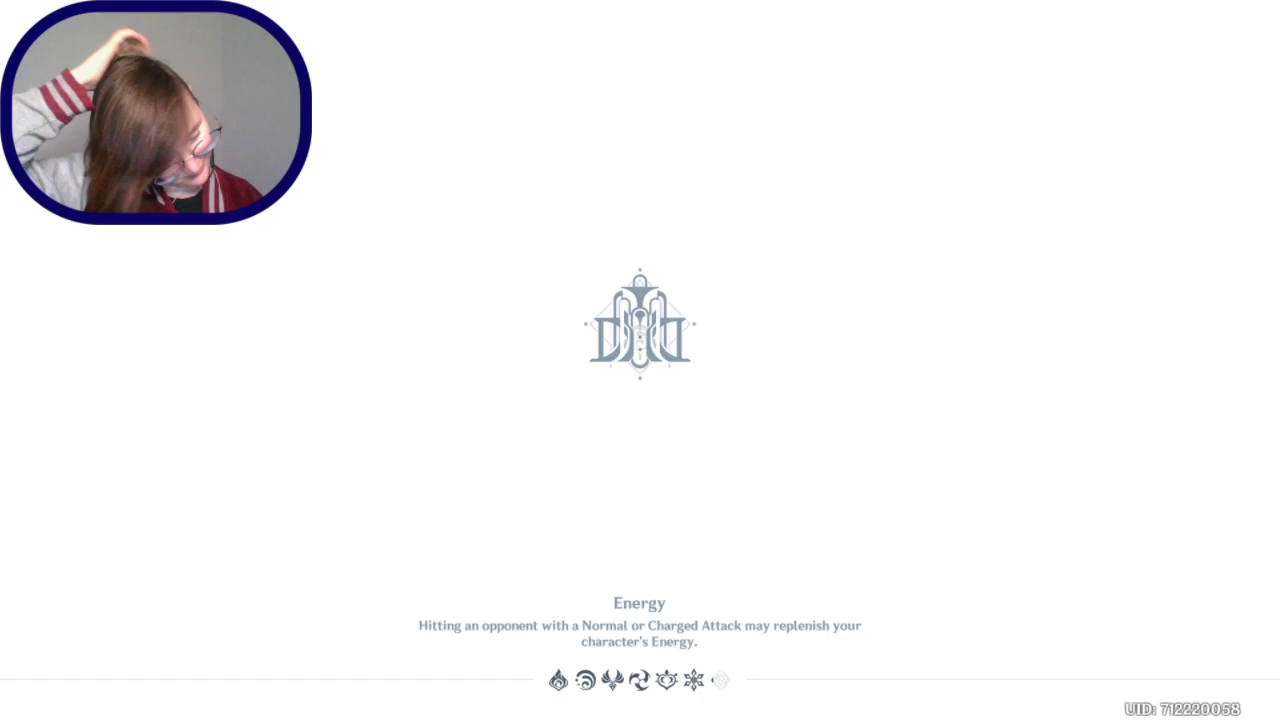 Energy
Hitting an opponent with a Normal or Charged Attack may replenish your
character's Energy.
UID: 712220058